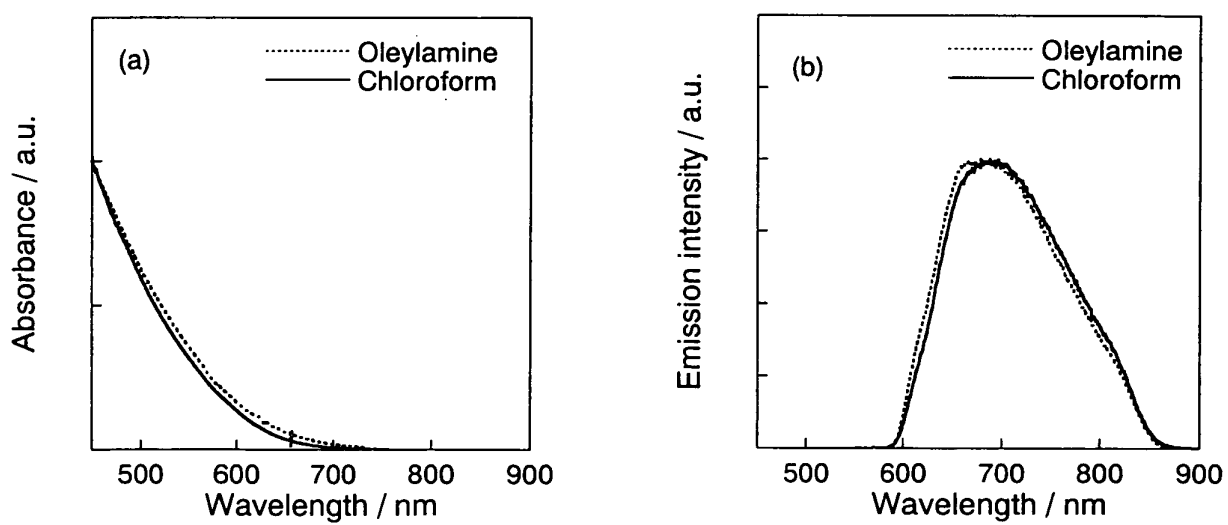 (a)
Oleylamine
Chloroform
Absorbance / a.u.
500 600 700 800 900
Wavelength / nm
(b)
Oleylamine
Chloroform
Emission intensity / a.u.
500 600 700 800 900
Wavelength / nm